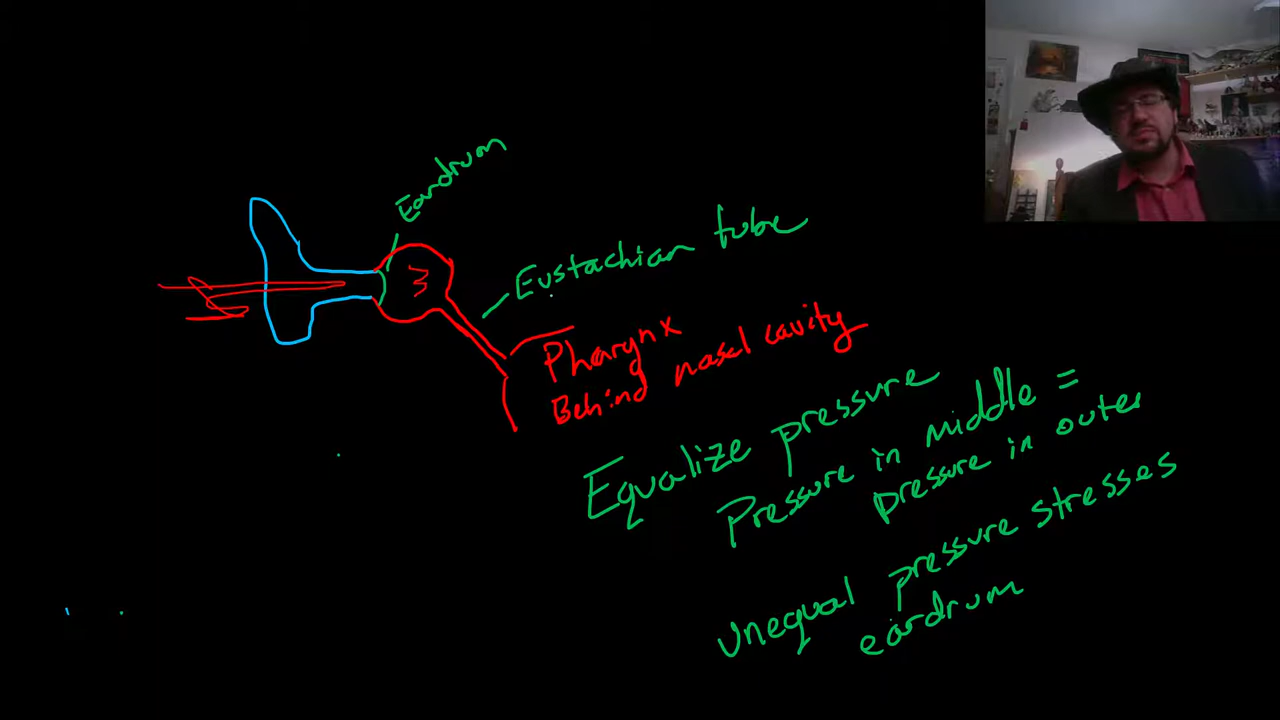 Eardrum
Eustachian tube
3
Pharynx
Behind nasal cavity
Equalize pressure
Pressure in middle =
pressure in outer
Unequal pressure stresses
eardrum